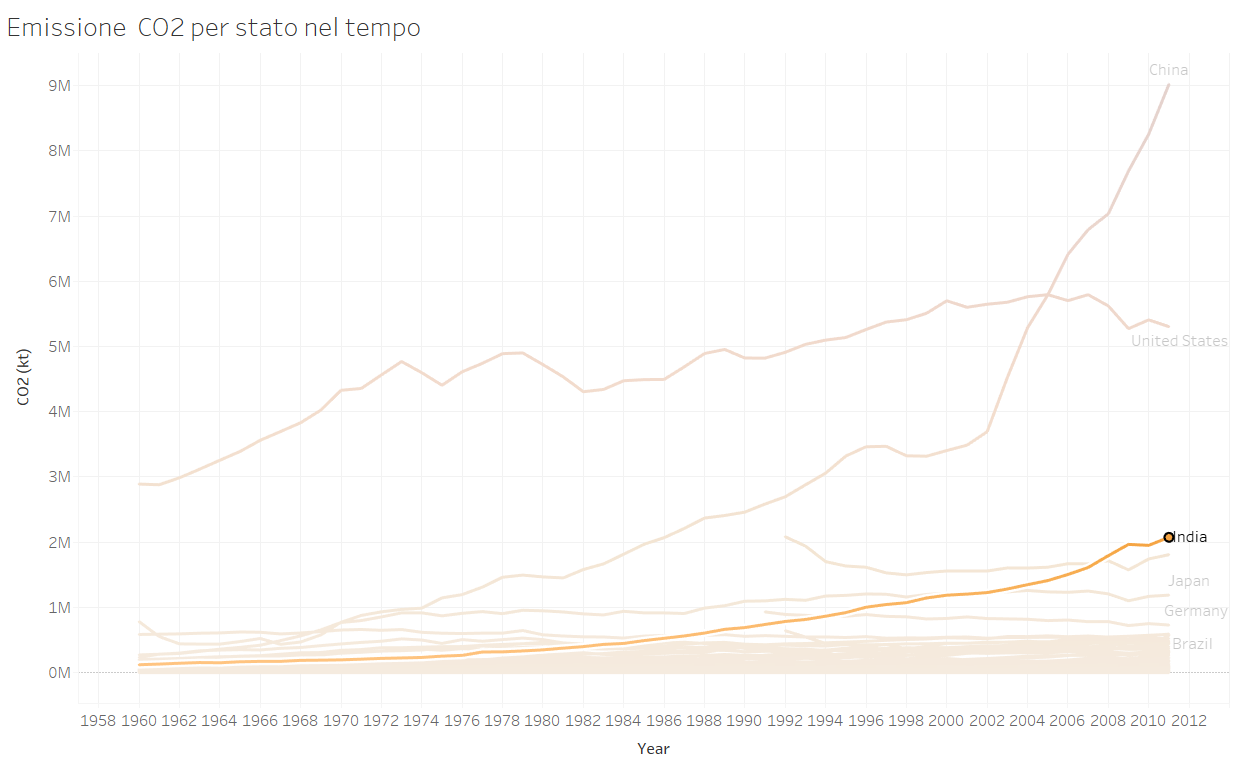 Emissione  CO2 per stato nel tempo
China
9M
8M
7M
6M
5M
4M
3M
2M
1M
0M
CO2 (kt)
United States
India
Japan
Germany
Brazil
1958 1960 1962 1964 1966 1968 1970 1972 1974 1976 1978 1980 1982 1984 1986 1988 1990 1992 1994 1996 1998 2000 2002 2004 2006 2008 2010 2012
Year